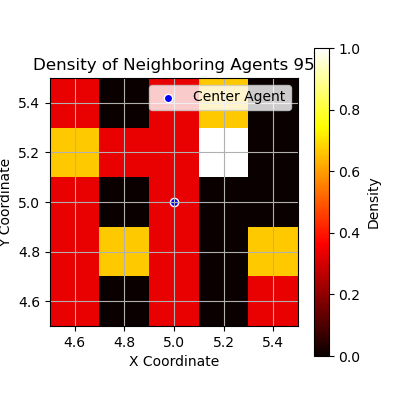 Density of Neighboring Agents 95
Center Agent
5.4
5.2
5.0
4.8
4.6
Y Coordinate
4.6 4.8 5.0 5.2 5.4
X Coordinate
1.0
0.8
0.6
0.4
0.2
0.0
Density